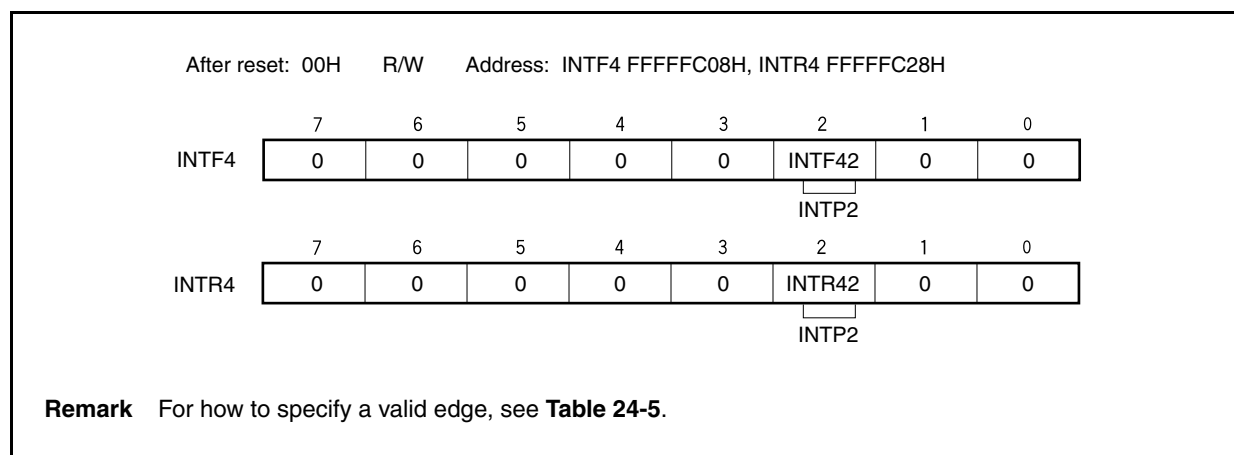 After reset: 00H R/W Address: INTF4 FFFFFC08H, INTR4 FFFFFC28H
7 6 5 4 3 2 1 0
INTF4 0 0 0 0 0 INTF42 0 0
INTP2
7 6 5 4 3 2 1 0
INTR4 0 0 0 0 0 INTR42 0 0
INTP2
Remark For how to specify a valid edge, see Table 24-5.